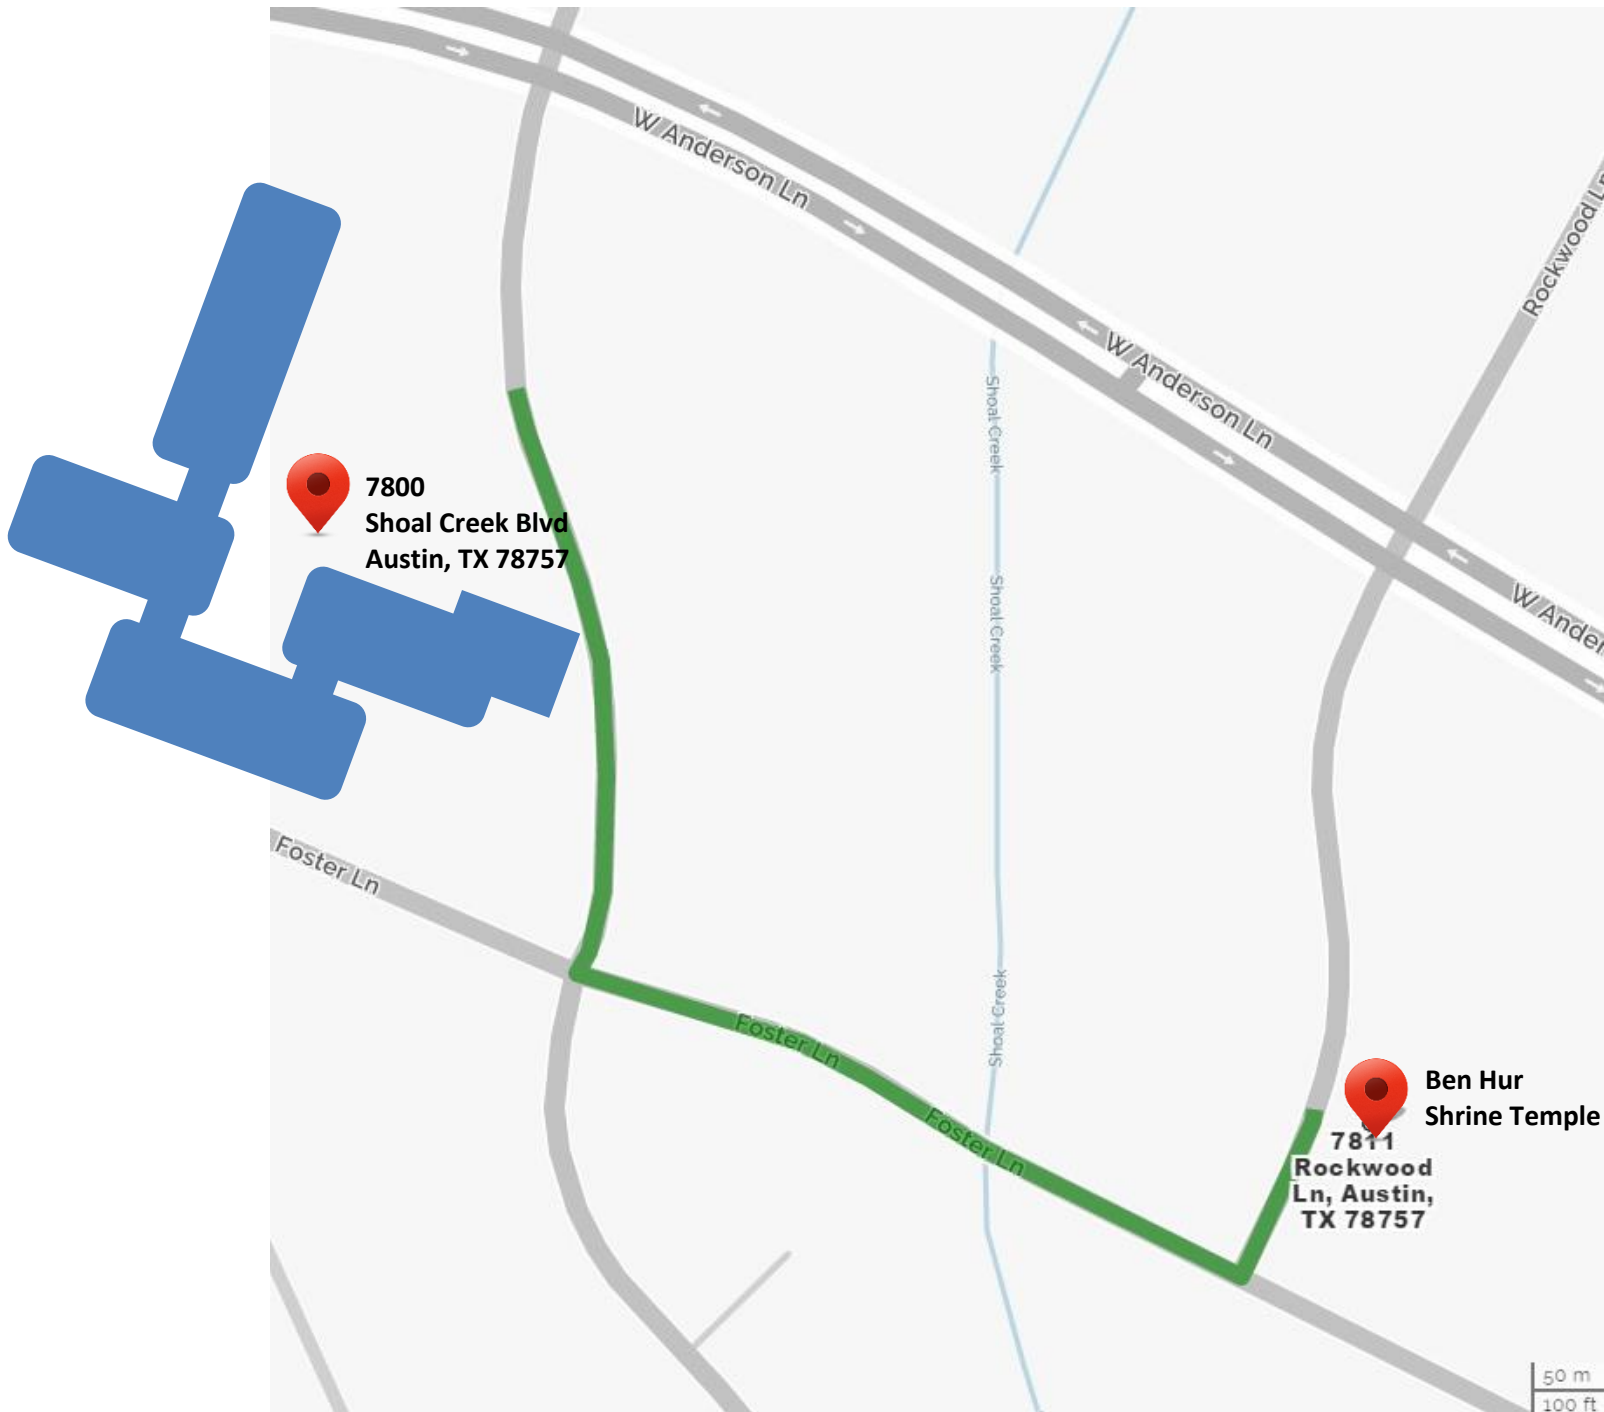 W Anderson Ln
Rockwood Ln
W Anderson Ln
Shoal Creek
7800
Shoal Creek Blvd
Austin, TX 78757
Shoal Creek
W Ander
Foster Ln
Shoal Creek
Foster Ln
Foster Ln
Ben Hur
Shrine Temple
7811
Rockwood
Ln, Austin,
TX 78757
50 m
100 ft